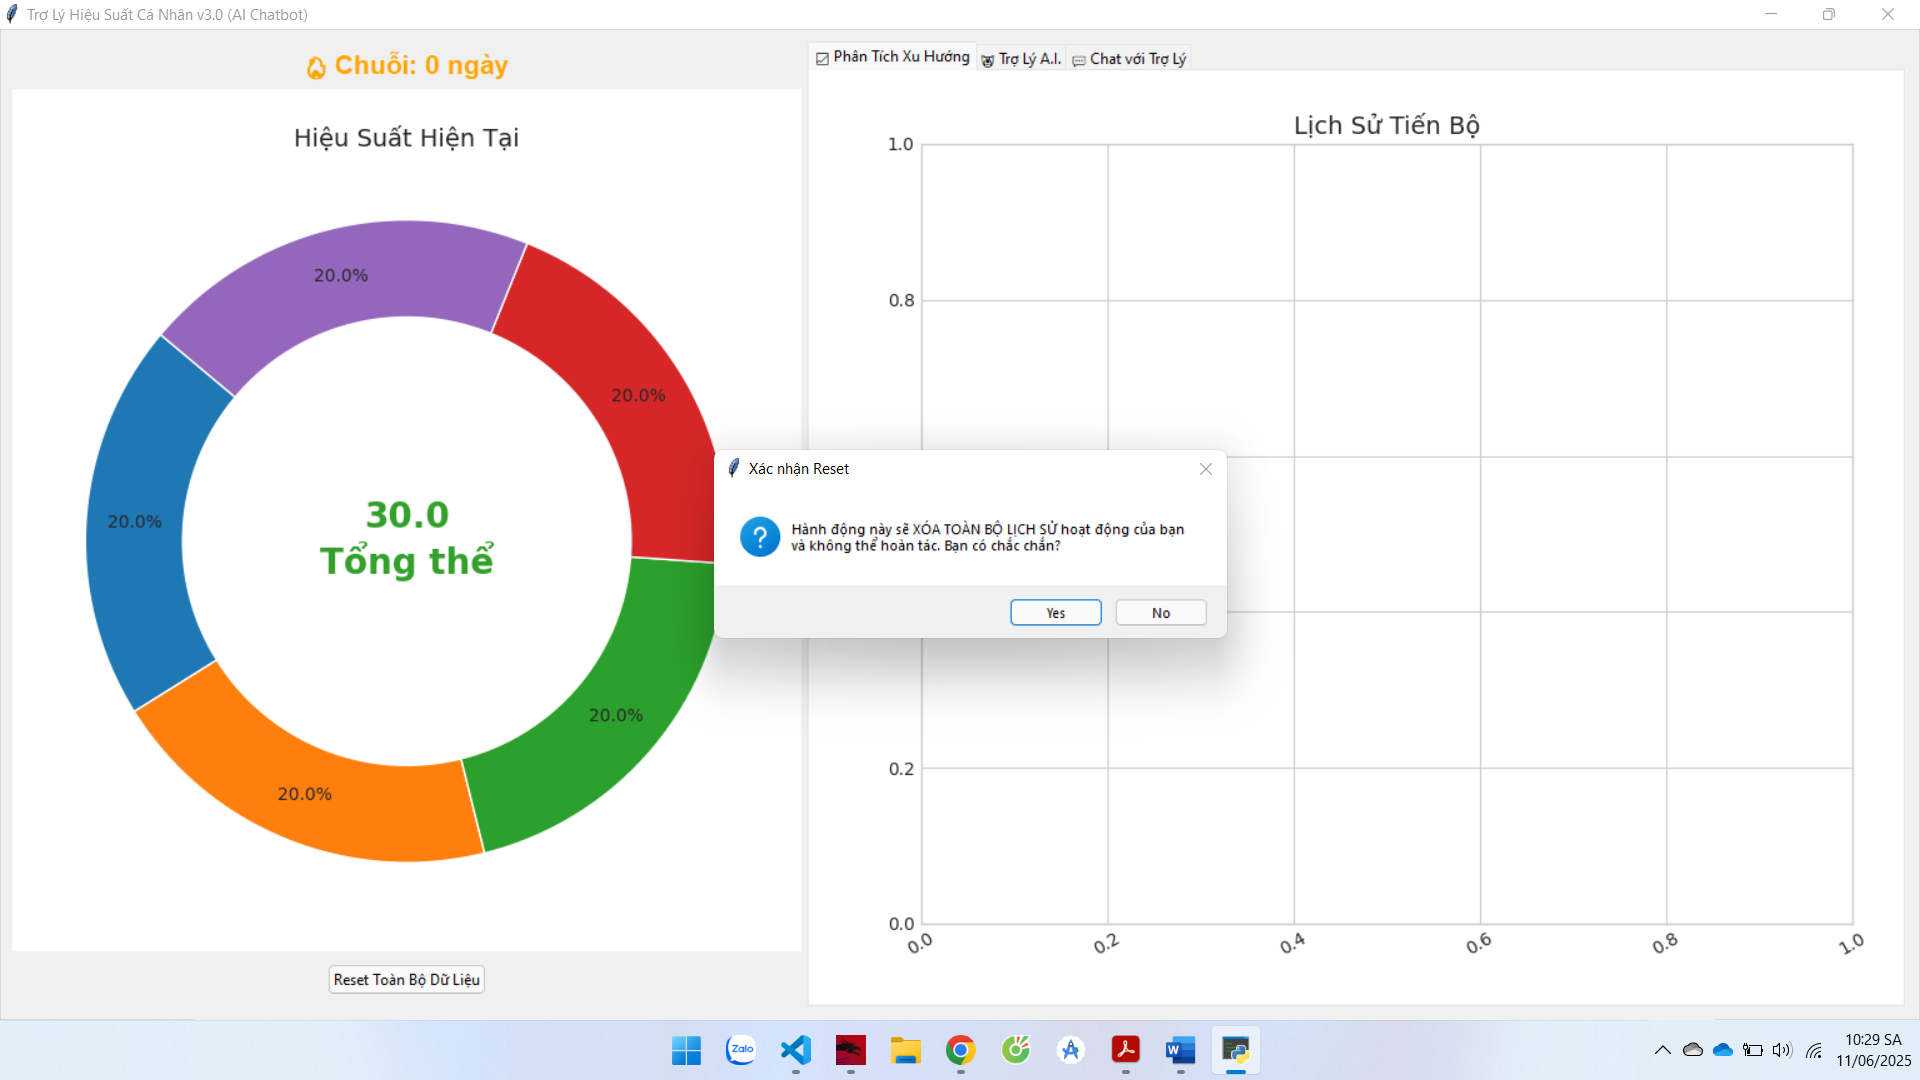 Trợ Lý Hiệu Suất Cá Nhân v3.0 (AI Chatbot)
Chuỗi: 0 ngày
Hiệu Suất Hiện Tại
20.0%
20.0%
20.0%
20.0%
20.0%
30.0
Tổng thể
Reset Toàn Bộ Dữ Liệu
Phân Tích Xu Hướng
Trợ Lý A.I.
Chat với Trợ Lý
Lịch Sử Tiến Bộ
1.0
0.8
0.2
0.0
0.0
0.2
0.4
0.6
0.8
1.0
Xác nhận Reset
Hành động này sẽ XÓA TOÀN BỘ LỊCH SỬ hoạt động của bạn
và không thể hoàn tác. Bạn có chắc chắn?
Yes
No
Zalo
W
10:29 SA
11/06/2025